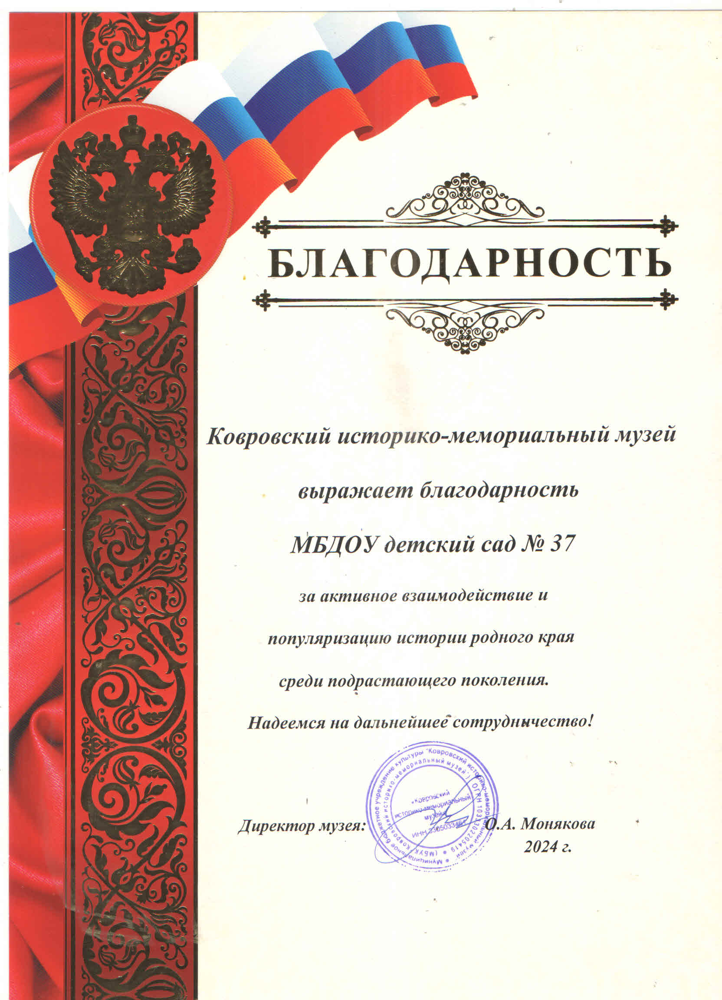 БЛАГОДАРНОСТЬ
Ковровский историко-мемориальный музей
выражает благодарность
МБДОУ детский сад № 37
за активное взаимодействие и
популяризацию истории родного края
среди подрастающего поколения.
Надеемся на дальнейшее сотрудничество!
Муниципальное бюджетное учреждение культуры "Ковровский историко-мемориальный музей"
(МБУК "Ковровский историко-мемориальный музей") ОГРН 1033302205419
«Ковровский
историко-мемориальный
музей»
ИНН 3305033461
Директор музея:
О.А. Монякова
2024 г.